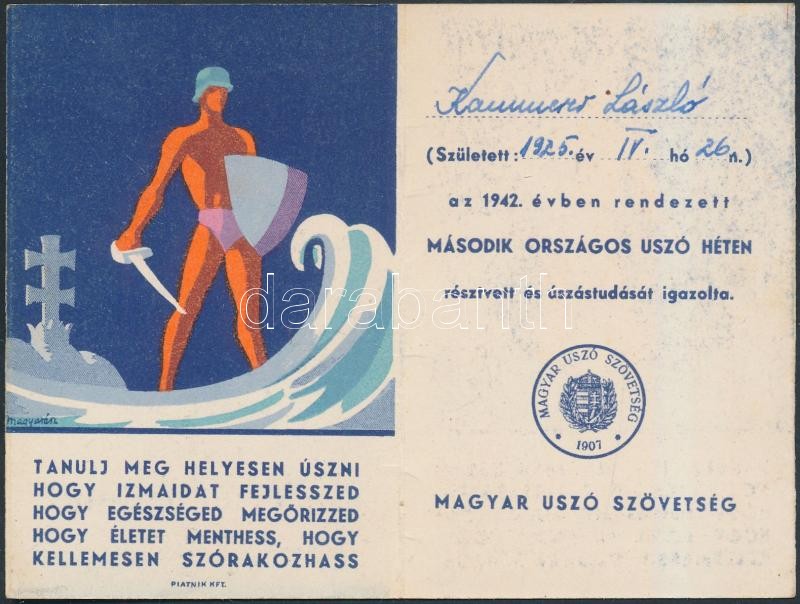 magyarász
TANULJ MEG HELYESEN ÚSZNI
HOGY IZMAIDAT FEJLESSZED
HOGY EGÉSZSÉGED MEGŐRIZZED
HOGY ÉLETET MENTHESS, HOGY
KELLEMESEN SZÓRAKOZHASS
PIATNIK KFT.
László
(Született: 1925. év IV. hó 26 n.)
az 1942. évben rendezett
MÁSODIK ORSZÁGOS USZÓ HÉTEN
résztvett és úszástudását igazolta.
MAGYAR USZÓ SZÖVETSÉG
1907
MAGYAR USZÓ SZÖVETSÉG
darabanth